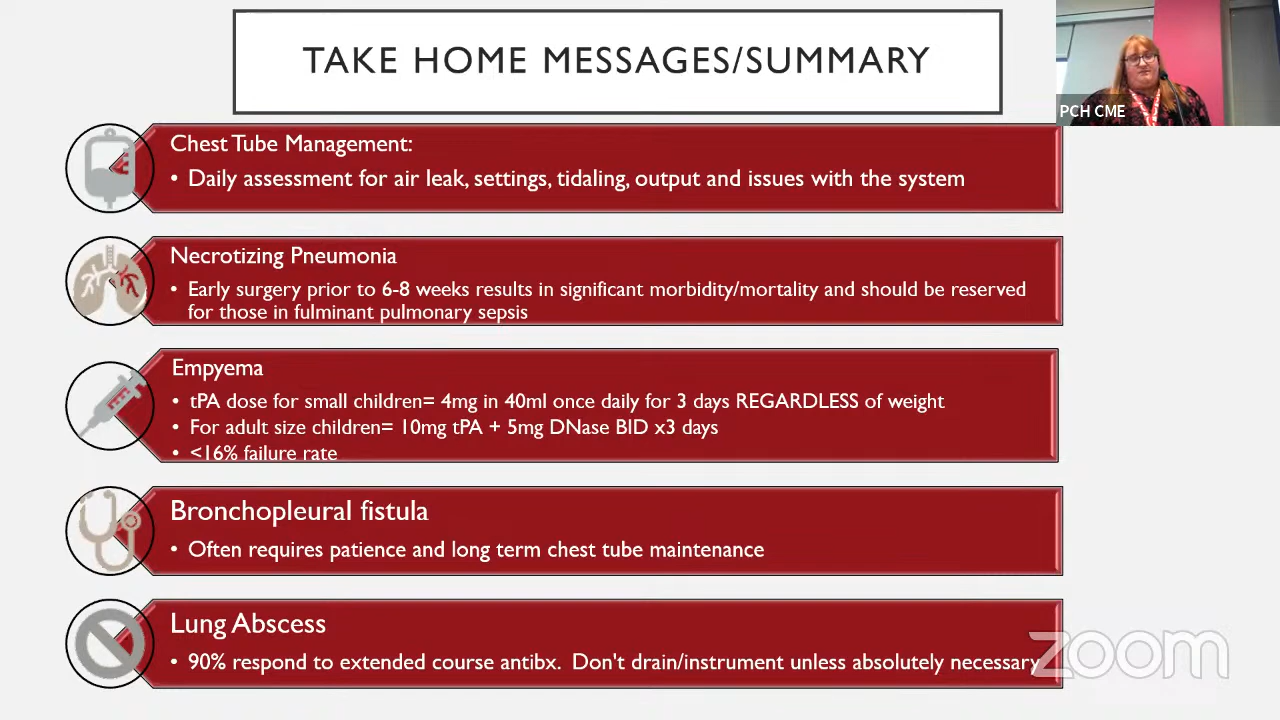 TAKE HOME MESSAGES/SUMMARY
PCH CME
Chest Tube Management:
• Daily assessment for air leak, settings, tidaling, output and issues with the system
Necrotizing Pneumonia
• Early surgery prior to 6-8 weeks results in significant morbidity/mortality and should be reserved
for those in fulminant pulmonary sepsis
Empyema
• tPA dose for small children= 4mg in 40ml once daily for 3 days REGARDLESS of weight
• For adult size children= 10mg tPA + 5mg DNase BID x3 days
• <16% failure rate
Bronchopleural fistula
• Often requires patience and long term chest tube maintenance
Lung Abscess
• 90% respond to extended course antibx. Don't drain/instrument unless absolutely necessary
zoom